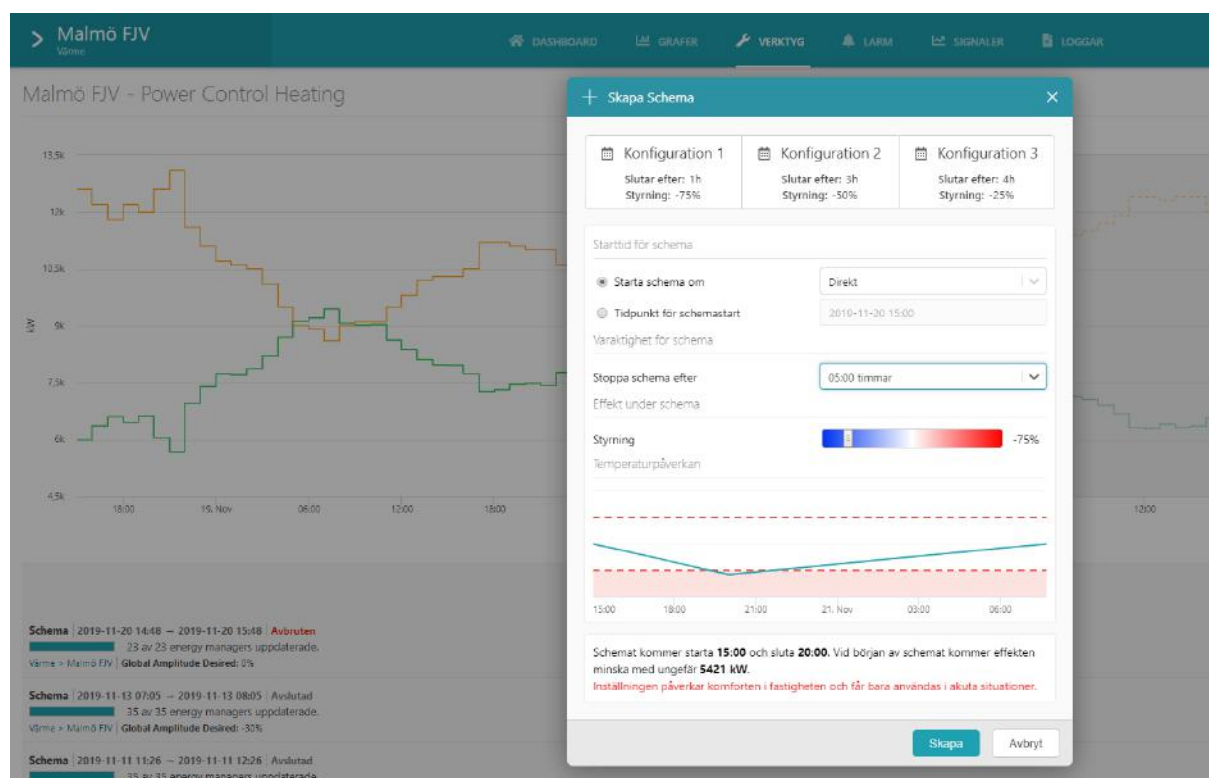 Malmö FJV
Värme
DASHBOARD GRAFER VERKTYG LARM SIGNALER LOGGAR
Malmö FJV - Power Control Heating
13,5k
12k
10,5k
kW
9k
7,5k
6k
4,5k
18:00 19. Nov 06:00 12:00 18:00 12:00
Schema 2019-11-20 14:48 – 2019-11-20 15:48 Avbruten
23 av 23 energy managers uppdaterade.
Värme > Malmö FJV Global Amplitude Desired: 0%
Schema 2019-11-13 07:05 – 2019-11-13 08:05 Avslutad
35 av 35 energy managers uppdaterade.
Värme > Malmö FJV Global Amplitude Desired: -30%
Schema 2019-11-11 11:26 – 2019-11-11 12:26 Avslutad
35 av 35 energy managers uppdaterade.
Skapa Schema
Konfiguration 1 Konfiguration 2 Konfiguration 3
Slutar efter: 1h Slutar efter: 3h Slutar efter: 4h
Styrning: -75% Styrning: -50% Styrning: -25%
Starttid för schema
Starta schema om Direkt
Tidpunkt för schemastart 2019-11-20 15:00
Varaktighet för schema
Stoppa schema efter 05:00 timmar
Effekt under schema
Styrning -75%
Temperaturpåverkan
15:00 18:00 21:00 21. Nov 03:00 06:00
Schemat kommer starta 15:00 och sluta 20:00. Vid början av schemat kommer effekten
minska med ungefär 5421 kW.
Inställningen påverkar komforten i fastigheten och får bara användas i akuta situationer.
Skapa Avbryt